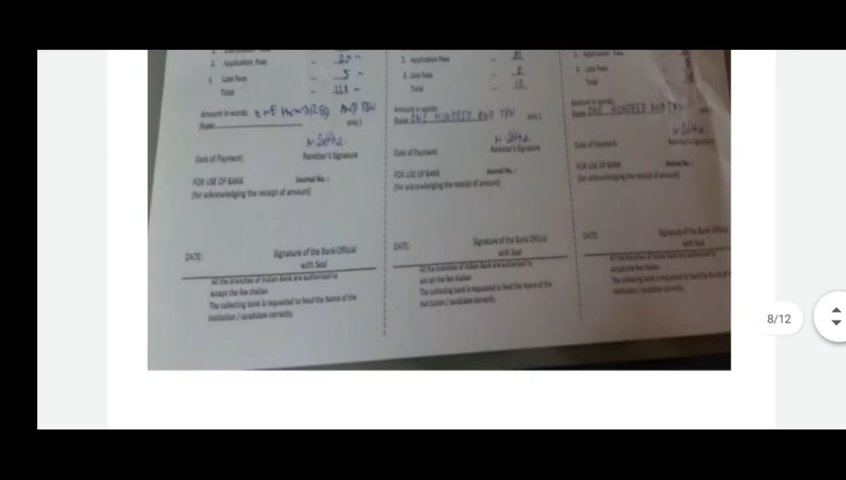 2. Application Fees - 20 -
3. Late Fees - 5 -
Total -
Amount in words: ONE HUNDRED AND TEN
(Rupees only)
Date of Payment: Remitter's Signature
FOR USE OF BANK Journal No. :
(for acknowledging the receipt of amount)
DATE: Signature of the Bank Official
with Seal
All the branches of Indian Bank are authorised to
accept the fee challan
The collecting bank is requested to feed the Name of the
Institution / candidate correctly.
2. Application Fees -
3. Late Fees -
Total -
Amount in words:
(Rupees ONE HUNDRED AND TEN only)
Date of Payment: Remitter's Signature
FOR USE OF BANK Journal No. :
(for acknowledging the receipt of amount)
DATE: Signature of the Bank Official
with Seal
All the branches of Indian Bank are authorised to
accept the fee challan
The collecting bank is requested to feed the Name of the
Institution / candidate correctly.
2. Application Fees
3. Late Fees
Total
Amount in words:
(Rupees ONE HUNDRED AND TEN
Date of Payment: Remitter's Signature
FOR USE OF BANK Journal No. :
(for acknowledging the receipt of amount)
DATE: Signature of the Bank Official
with Seal
All the branches of Indian Bank are authorised to
accept the fee challan
The collecting bank is requested to feed the Name of
Institution / candidate correctly.
8/12